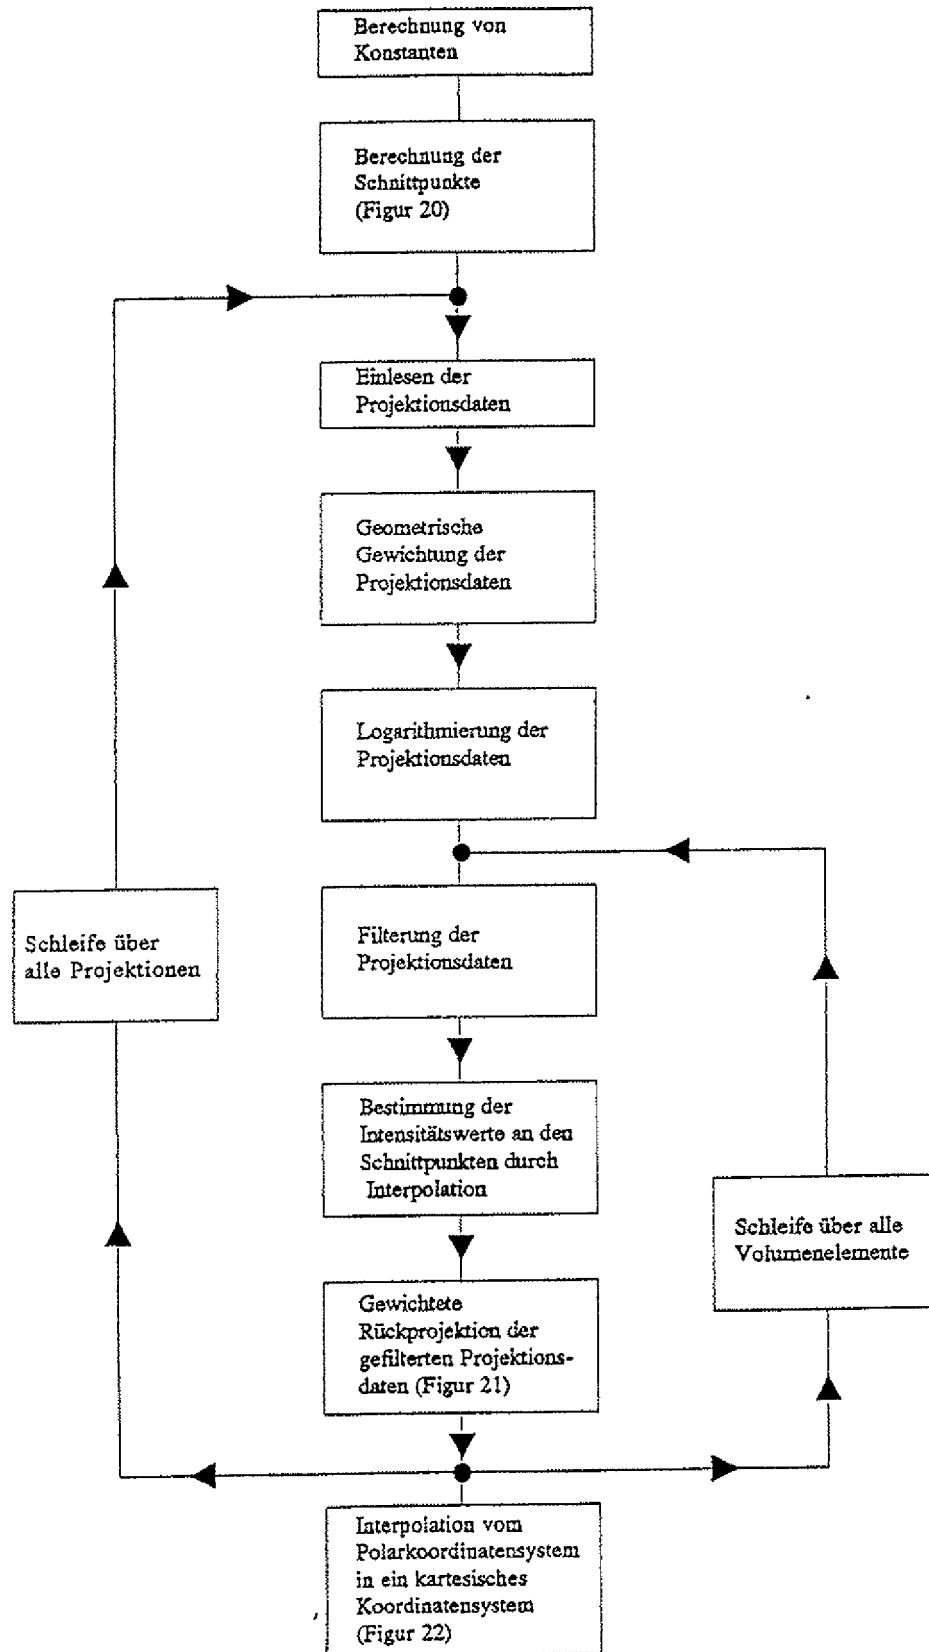 Berechnung von
Konstanten
Berechnung der
Schnittpunkte
(Figur 20)
Einlesen der
Projektionsdaten
Geometrische
Gewichtung der
Projektionsdaten
Logarithmierung der
Projektionsdaten
Schleife über
alle Projektionen
Filterung der
Projektionsdaten
Bestimmung der
Intensitätswerte an den
Schnittpunkten durch
Interpolation
Schleife über alle
Volumenelemente
Gewichtete
Rückprojektion der
gefilterten Projektions-
daten (Figur 21)
Interpolation vom
Polarkoordinatensystem
in ein kartesisches
Koordinatensystem
(Figur 22)